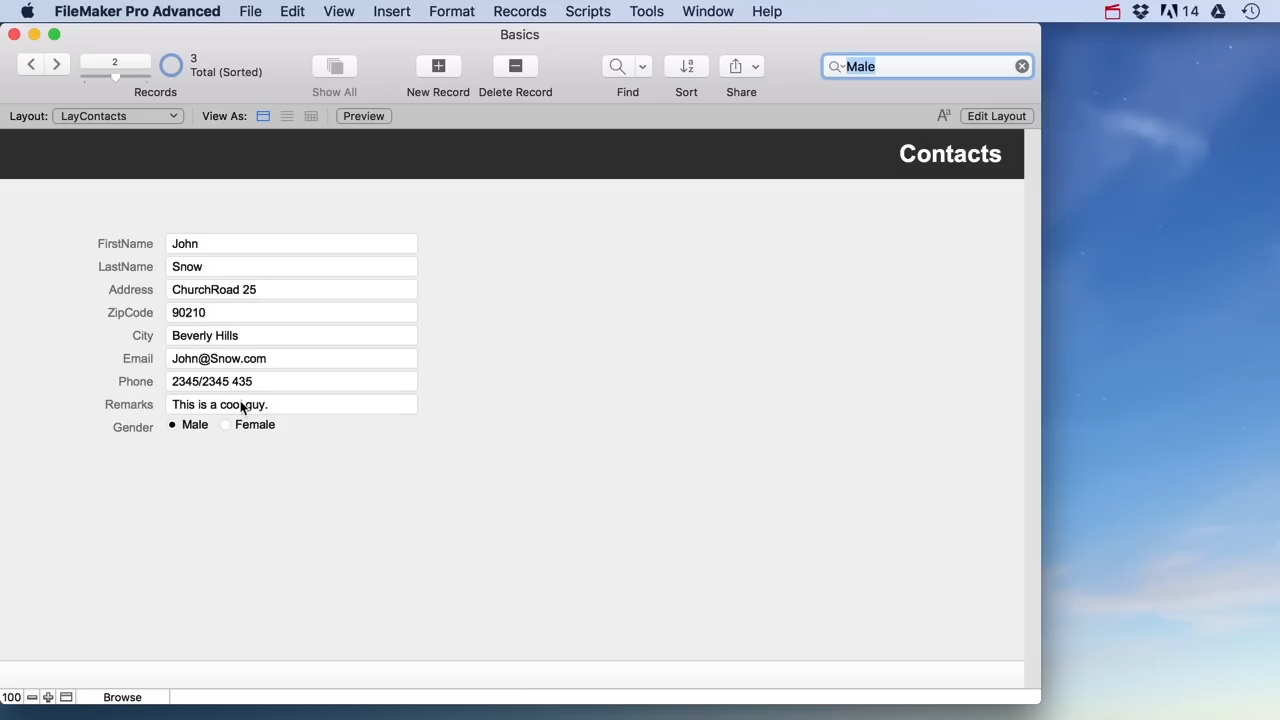 FileMaker Pro Advanced File Edit View Insert Format Records Scripts Tools Window Help 14
Basics
2
3
Total (Sorted)
Male
Records Show All New Record Delete Record Find Sort Share
Layout: LayContacts View As: Preview Aa Edit Layout
Contacts
FirstName John
LastName Snow
Address ChurchRoad 25
ZipCode 90210
City Beverly Hills
Email John@Snow.com
Phone 2345/2345 435
Remarks This is a cool guy.
Gender Male Female
100 Browse